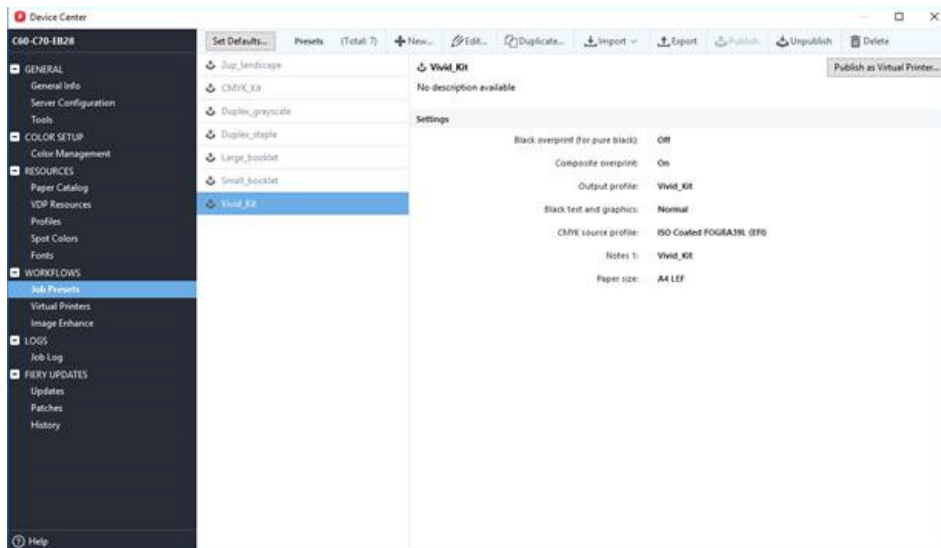 Device Center
C60-C70-EB28
GENERAL
General Info
Server Configuration
Tools
COLOR SETUP
Color Management
RESOURCES
Paper Catalog
VDP Resources
Profiles
Spot Colors
Fonts
WORKFLOWS
Job Presets
Virtual Printers
Image Enhance
LOGS
Job Log
FIERY UPDATES
Updates
Patches
History
Help
Set Defaults... Presets (Total: 7) New... Edit... Duplicate... Import Export Publish Unpublish Delete
2up_landscape
CMYK_Kit
Duplex_grayscale
Duplex_staple
Large_booklet
Small_booklet
Vivid_Kit
Vivid_Kit Publish as Virtual Printer...
No description available
Settings
Black overprint (for pure black): Off
Composite overprint: On
Output profile: Vivid_Kit
Black text and graphics: Normal
CMYK source profile: ISO Coated FOGRA39L (EFI)
Notes 1: Vivid_Kit
Paper size: A4 LEF